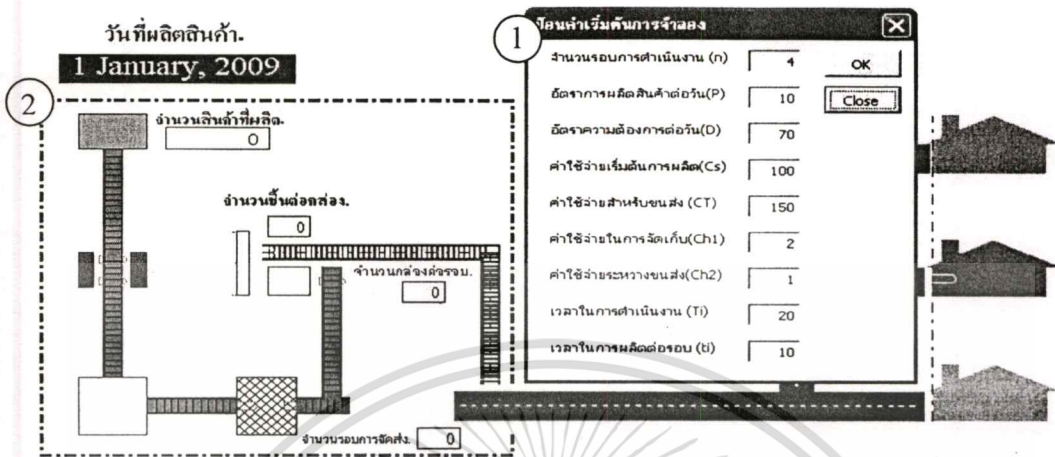 วันที่ผลิตสินค้า.
1 January, 2009
2
จำนวนสินค้าที่ผลิต.
0
จำนวนชิ้นต่อกล่อง.
0
จำนวนกล่องต่อรอบ.
0
จำนวนรอบการจัดส่ง.
0
1
ป้อนค่าเริ่มต้นการจำลอง
จำนวนรอบการดำเนินงาน (n) 4
OK
อัตราการผลิตสินค้าต่อวัน(P) 10
Close
อัตราความต้องการต่อวัน(D) 70
ค่าใช้จ่ายเริ่มต้นการผลิต(Cs) 100
ค่าใช้จ่ายสำหรับขนส่ง (CT) 150
ค่าใช้จ่ายในการจัดเก็บ(Ch1) 2
ค่าใช้จ่ายระหวางขนส่ง(Ch2) 1
เวลาในการดำเนินงาน (Ti) 20
เวลาในการผลิตต่อรอบ (ti) 10